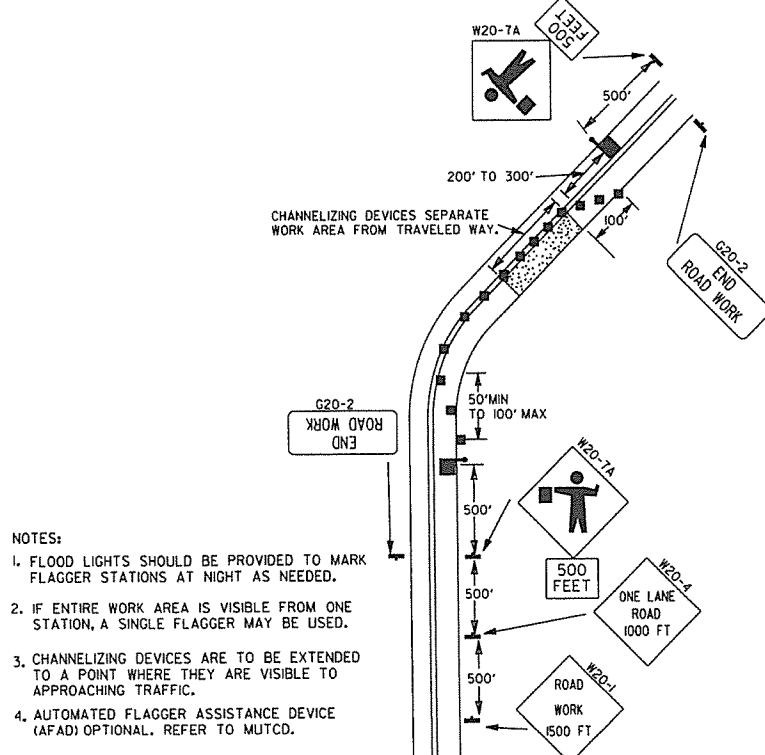 W20-7A
500
FEET
500'
200' TO 300'
CHANNELIZING DEVICES SEPARATE
WORK AREA FROM TRAVELED WAY.
100'
G20-2
END
ROAD WORK
G20-2
END
ROAD WORK
50'MIN
TO 100' MAX
W20-7A
500'
500
FEET
W20-4
ONE LANE
ROAD
1000 FT
500'
W20-1
ROAD
WORK
1500 FT
500'
NOTES:
1. FLOOD LIGHTS SHOULD BE PROVIDED TO MARK
FLAGGER STATIONS AT NIGHT AS NEEDED.
2. IF ENTIRE WORK AREA IS VISIBLE FROM ONE
STATION, A SINGLE FLAGGER MAY BE USED.
3. CHANNELIZING DEVICES ARE TO BE EXTENDED
TO A POINT WHERE THEY ARE VISIBLE TO
APPROACHING TRAFFIC.
4. AUTOMATED FLAGGER ASSISTANCE DEVICE
(AFAD) OPTIONAL. REFER TO MUTCD.